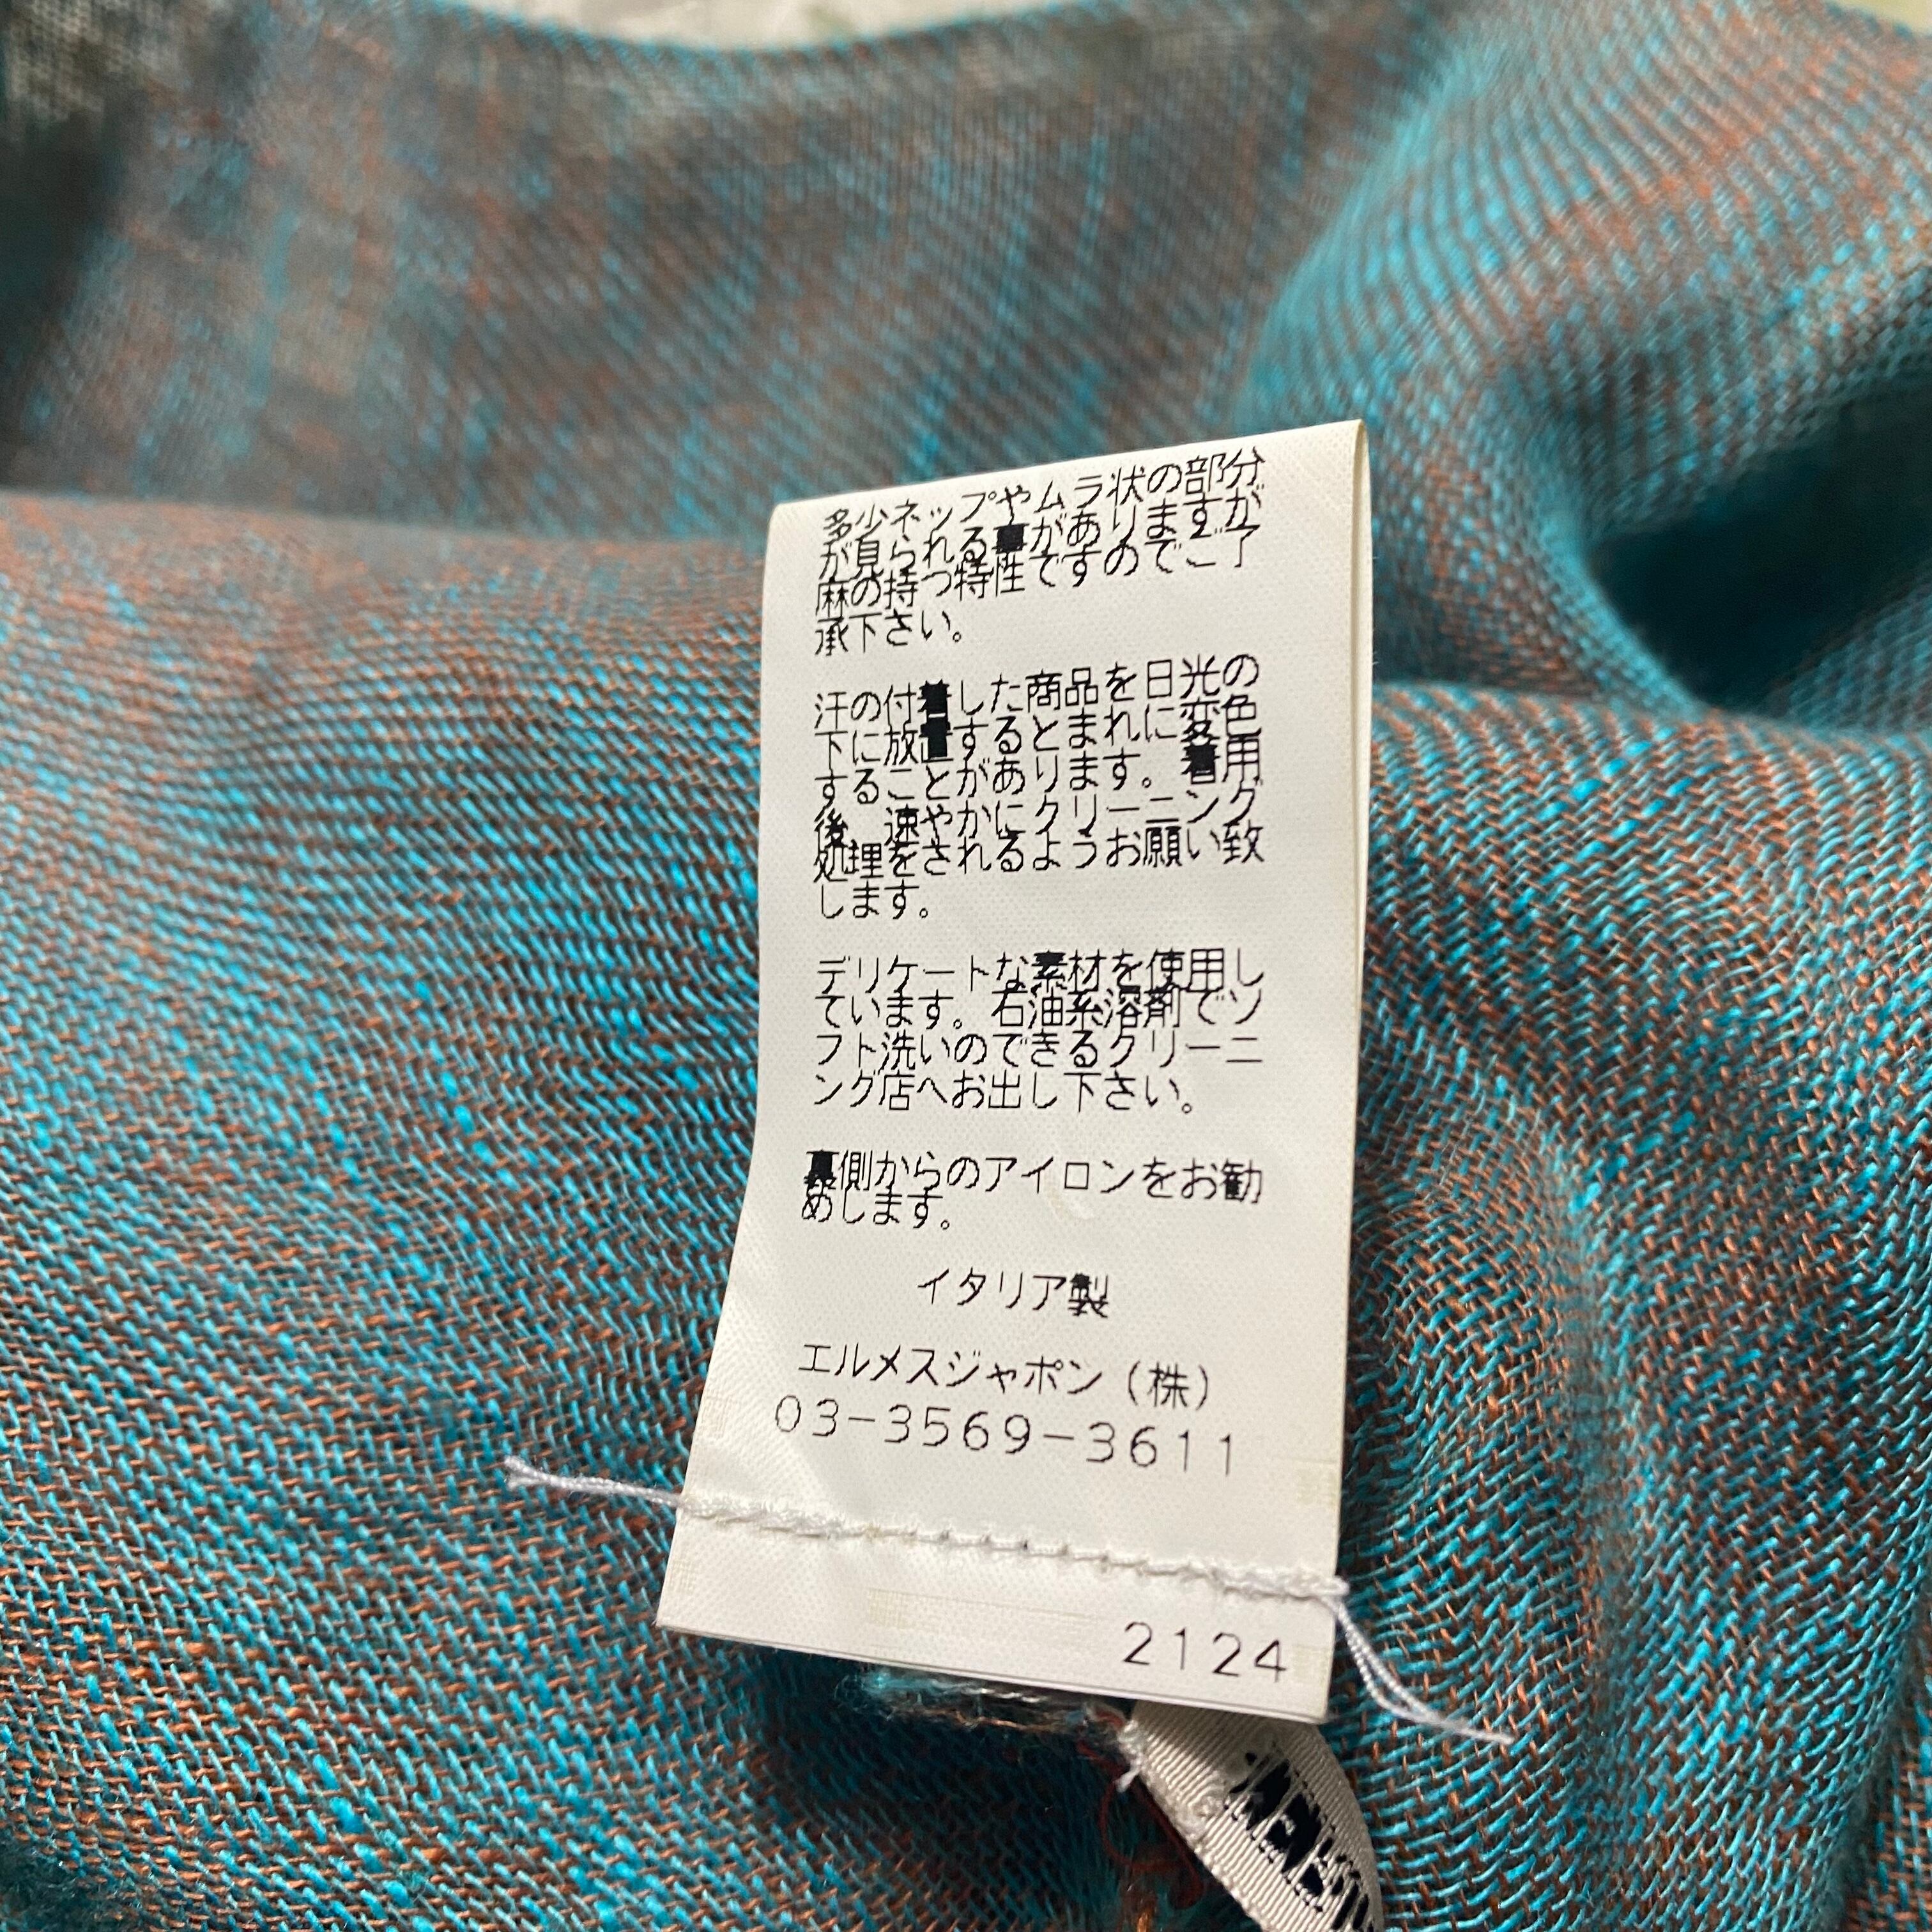 多少ネップやムラ状の部分
が見られる事がありますが
麻の持つ特性ですのでご了
承下さい。
汗の付着した商品を日光の
下に放置するとまれに変色
することがあります。着用
後、速やかにクリーニング
処理をされるようお願い致
します。
デリケートな素材を使用し
ています。石油系溶剤でソ
フト洗いのできるクリーニ
ング店へお出し下さい。
裏側からのアイロンをお勧
めします。
イタリア製
エルメスジャポン(株)
03-3569-3611
2124